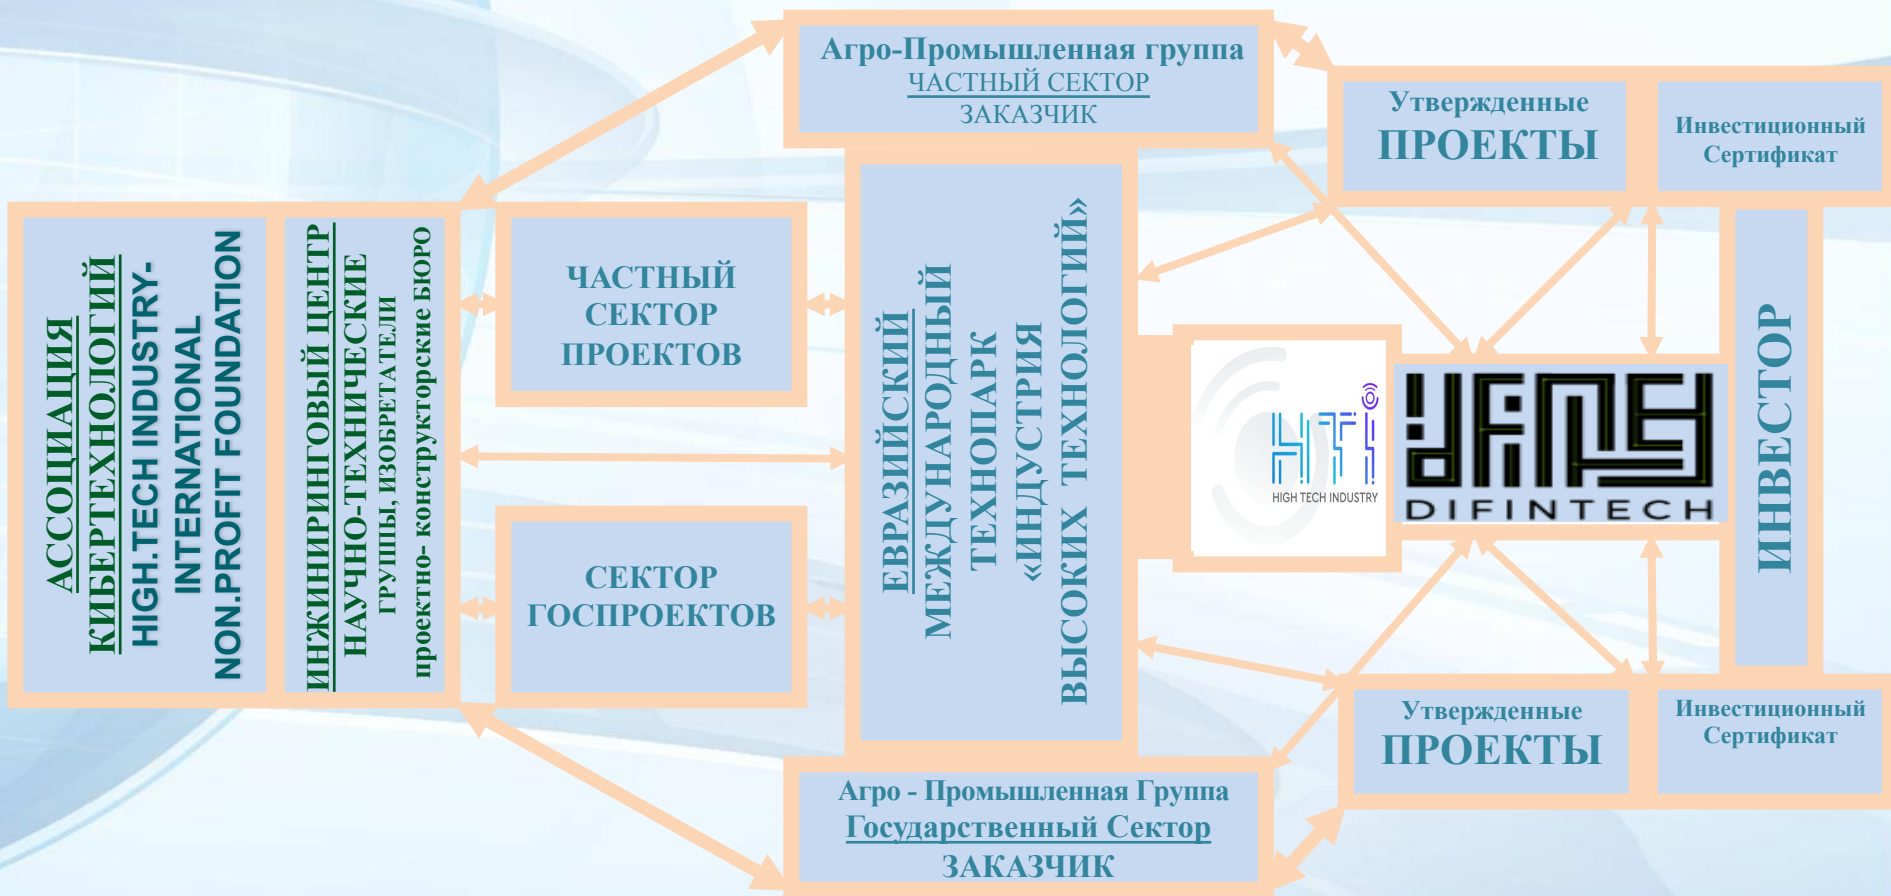 Агро-Промышленная группа
ЧАСТНЫЙ СЕКТОР
ЗАКАЗЧИК
Утвержденные
ПРОЕКТЫ
Инвестиционный
Сертификат
АССОЦИАЦИЯ
КИБЕРТЕХНОЛОГИЙ
HIGH.TECH INDUSTRY-
INTERNATIONAL
NON.PROFIT FOUNDATION
ИНЖИНИРИНГОВЫЙ ЦЕНТР
НАУЧНО-ТЕХНИЧЕСКИЕ
ГРУППЫ, ИЗОБРЕТАТЕЛИ
проектно- конструкторские БЮРО
ЧАСТНЫЙ
СЕКТОР
ПРОЕКТОВ
СЕКТОР
ГОСПРОЕКТОВ
ЕВРАЗИЙСКИЙ
МЕЖДУНАРОДНЫЙ
ТЕХНОПАРК
«ИНДУСТРИЯ
ВЫСОКИХ ТЕХНОЛОГИЙ»
HTi
HIGH TECH INDUSTRY
DIFINTECH
ИНВЕСТОР
Агро - Промышленная Группа
Государственный Сектор
ЗАКАЗЧИК
Утвержденные
ПРОЕКТЫ
Инвестиционный
Сертификат